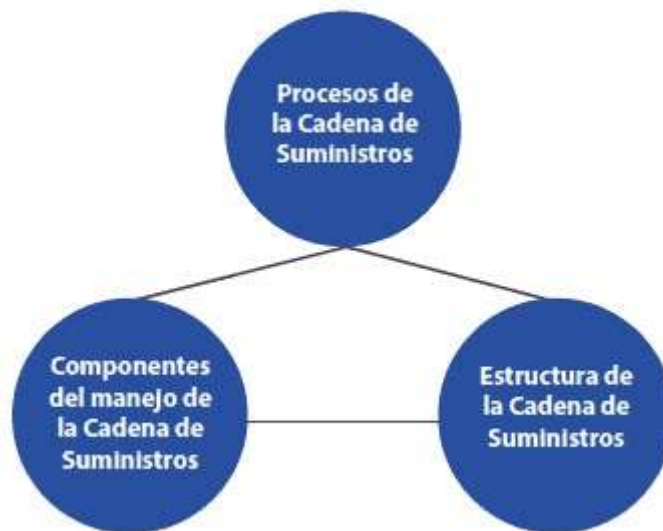 Procesos de
la Cadena de
Suministros
Componentes
del manejo de
la Cadena de
Suministros
Estructura de
la Cadena de
Suministros